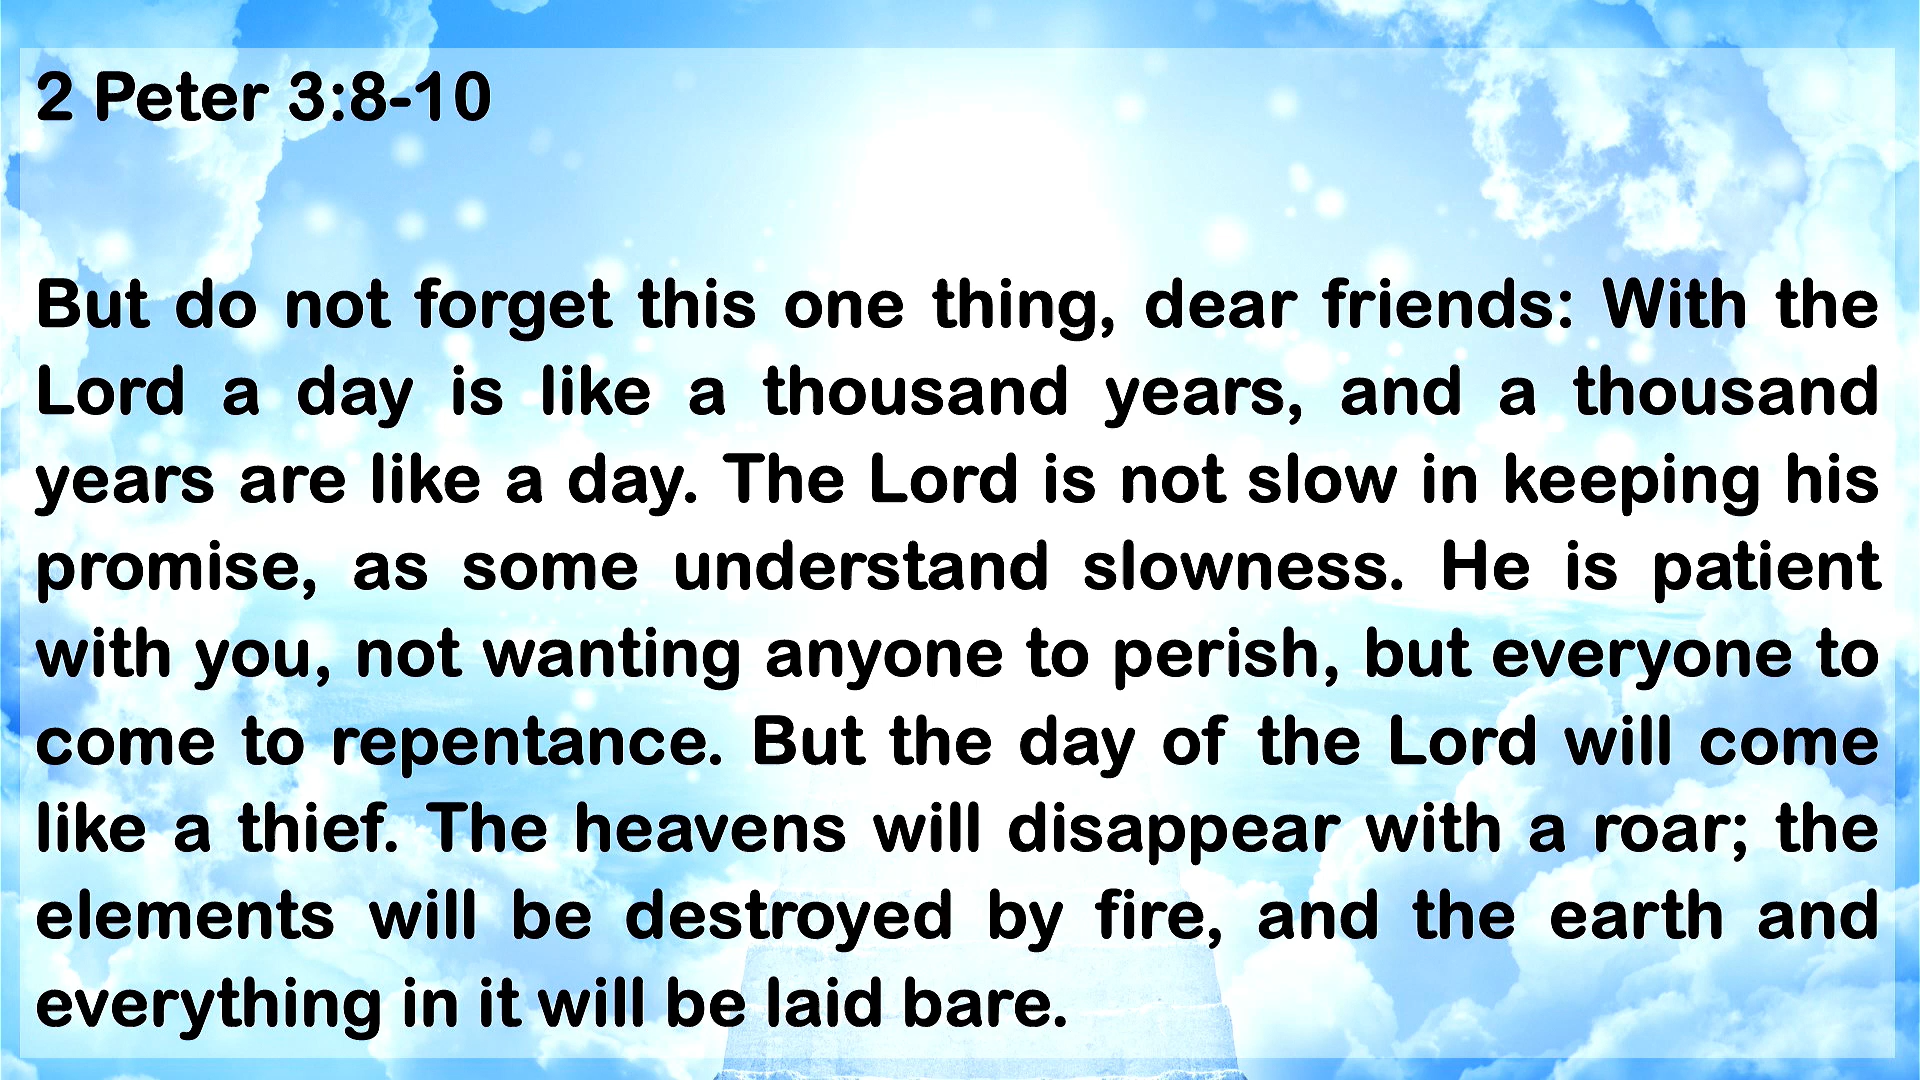 2 Peter 3:8-10
But do not forget this one thing, dear friends: With the
Lord a day is like a thousand years, and a thousand
years are like a day. The Lord is not slow in keeping his
promise, as some understand slowness. He is patient
with you, not wanting anyone to perish, but everyone to
come to repentance. But the day of the Lord will come
like a thief. The heavens will disappear with a roar; the
elements will be destroyed by fire, and the earth and
everything in it will be laid bare.